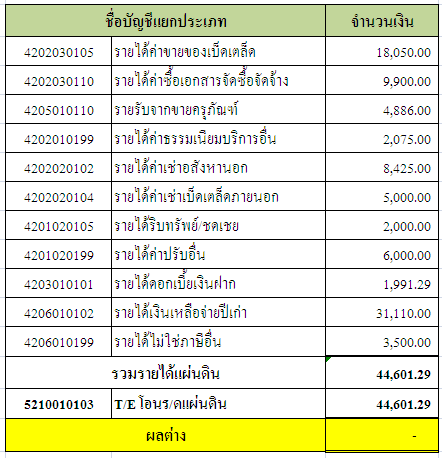 ชื่อบัญชีแยกประเภท จำนวนเงิน
4202030105 รายได้ค่าขายของเบ็ดเตล็ด 18,050.00
4202030110 รายได้ค่าซื้อเอกสารจัดซื้อจัดจ้าง 9,900.00
4205010110 รายรับจากขายครุภัณฑ์ 4,886.00
4202010199 รายได้ค่าธรรมเนียมบริการอื่น 2,075.00
4202020102 รายได้ค่าเช่าอสังหานอก 8,425.00
4202020104 รายได้ค่าเช่าเบ็ดเตล็ดภายนอก 5,000.00
4201020105 รายได้ริบทรัพย์/ชดเชย 2,000.00
4201020199 รายได้ค่าปรับอื่น 6,000.00
4203010101 รายได้ดอกเบี้ยเงินฝาก 1,991.29
4206010102 รายได้เงินเหลือจ่ายปีเก่า 31,110.00
4206010199 รายได้ไม่ใช่ภาษีอื่น 3,500.00
รวมรายได้แผ่นดิน 44,601.29
5210010103 T/E โอนร/ดแผ่นดิน 44,601.29
ผลต่าง -